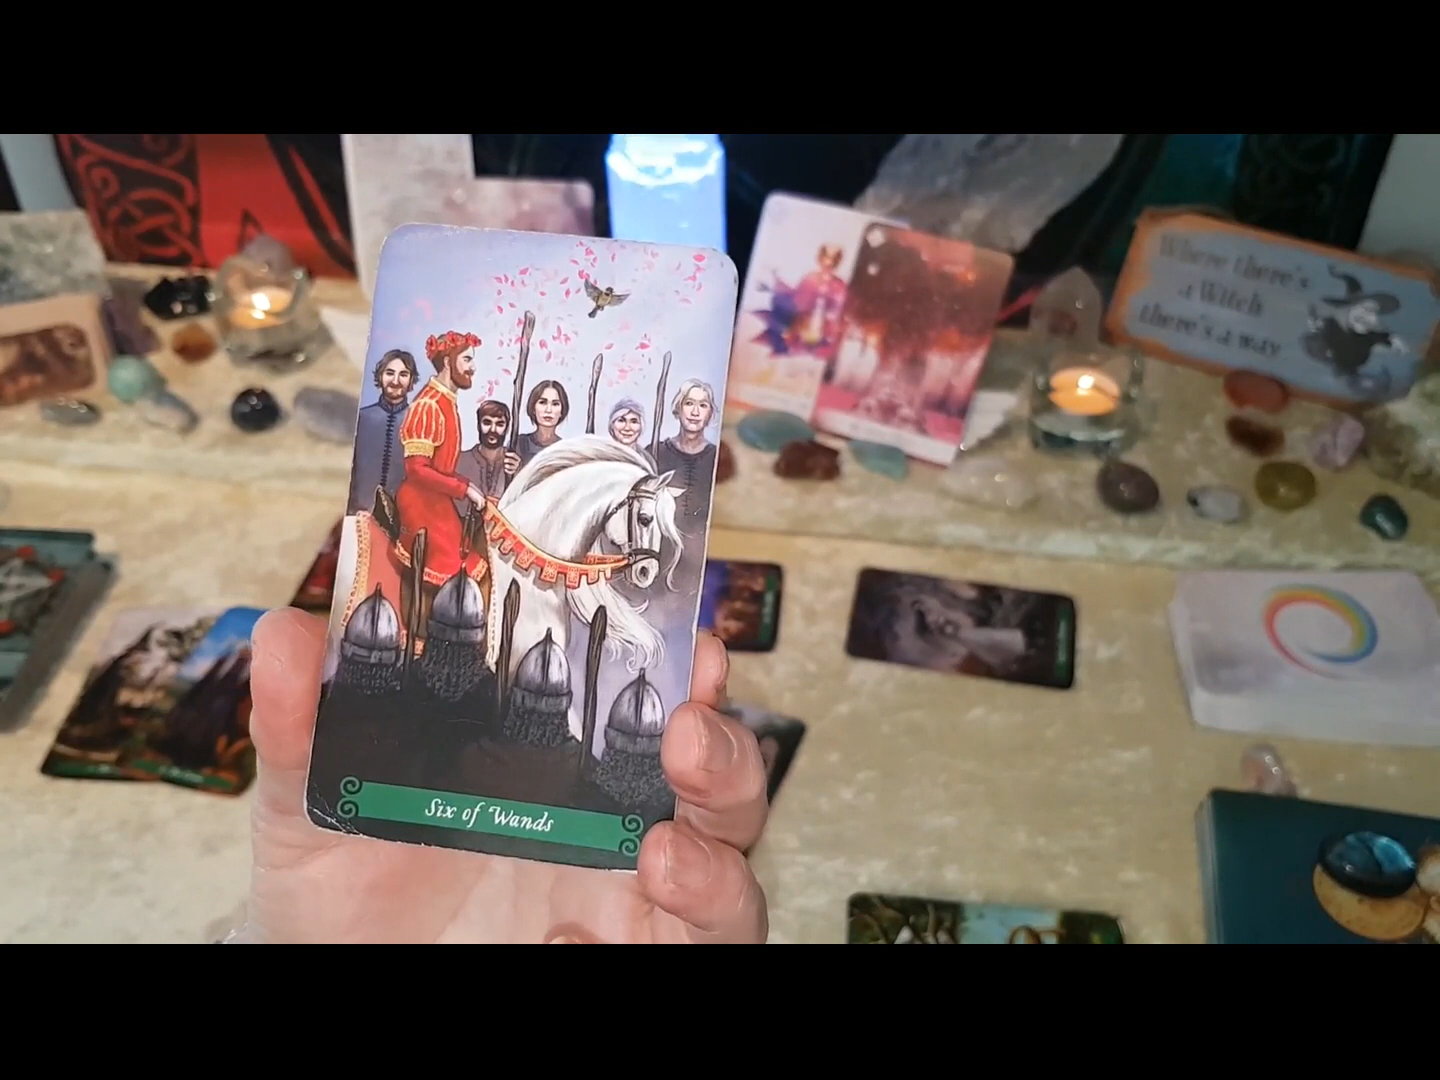 Where there's
a Witch
there's a way
Six of Wands